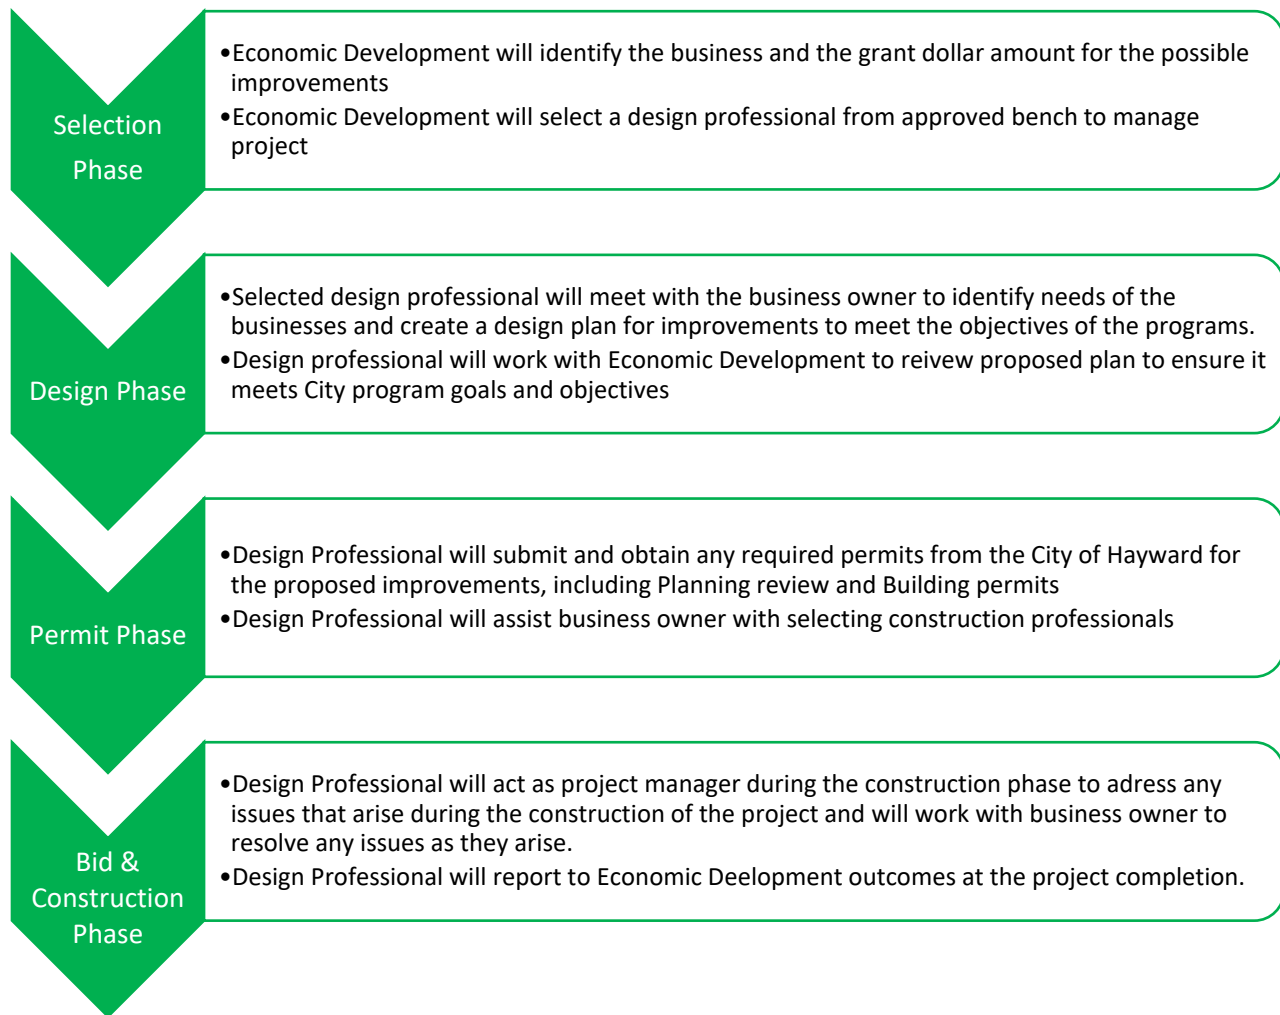 Selection
Phase
•Economic Development will identify the business and the grant dollar amount for the possible
improvements
•Economic Development will select a design professional from approved bench to manage
project
Design Phase
•Selected design professional will meet with the business owner to identify needs of the
businesses and create a design plan for improvements to meet the objectives of the programs.
•Design professional will work with Economic Development to reivew proposed plan to ensure it
meets City program goals and objectives
Permit Phase
•Design Professional will submit and obtain any required permits from the City of Hayward for
the proposed improvements, including Planning review and Building permits
•Design Professional will assist business owner with selecting construction professionals
Bid &
Construction
Phase
•Design Professional will act as project manager during the construction phase to adress any
issues that arise during the construction of the project and will work with business owner to
resolve any issues as they arise.
•Design Professional will report to Economic Deelopment outcomes at the project completion.